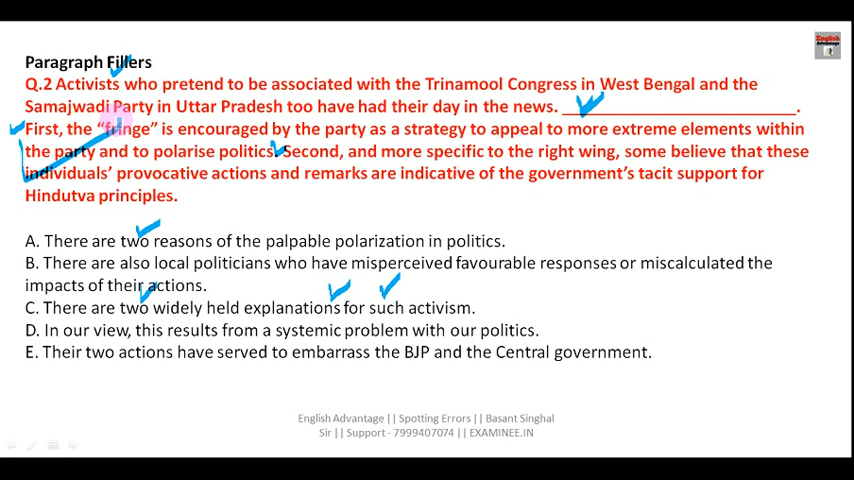 English
Advantage
Paragraph Fillers
Q.2 Activists who pretend to be associated with the Trinamool Congress in West Bengal and the
Samajwadi Party in Uttar Pradesh too have had their day in the news. ______________________________.
First, the “fringe” is encouraged by the party as a strategy to appeal to more extreme elements within
the party and to polarise politics. Second, and more specific to the right wing, some believe that these
individuals’ provocative actions and remarks are indicative of the government’s tacit support for
Hindutva principles.
A. There are two reasons of the palpable polarization in politics.
B. There are also local politicians who have misperceived favourable responses or miscalculated the
impacts of their actions.
C. There are two widely held explanations for such activism.
D. In our view, this results from a systemic problem with our politics.
E. Their two actions have served to embarrass the BJP and the Central government.
English Advantage || Spotting Errors || Basant Singhal
Sir || Support - 7999407074 || EXAMINEE.IN